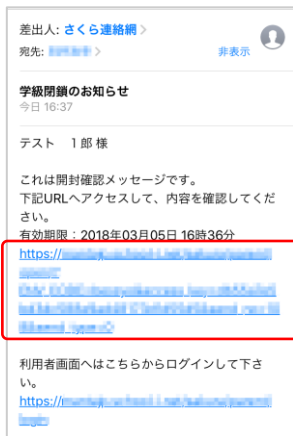 差出人: さくら連絡網
宛先:
非表示
学級閉鎖のお知らせ
今日 16:37
テスト　1郎 様
これは開封確認メッセージです。
下記URLへアクセスして、内容を確認してくだ
さい。
有効期限：2018年03月05日 16時36分
https://
利用者画面へはこちらからログインして下さ
い。
https://